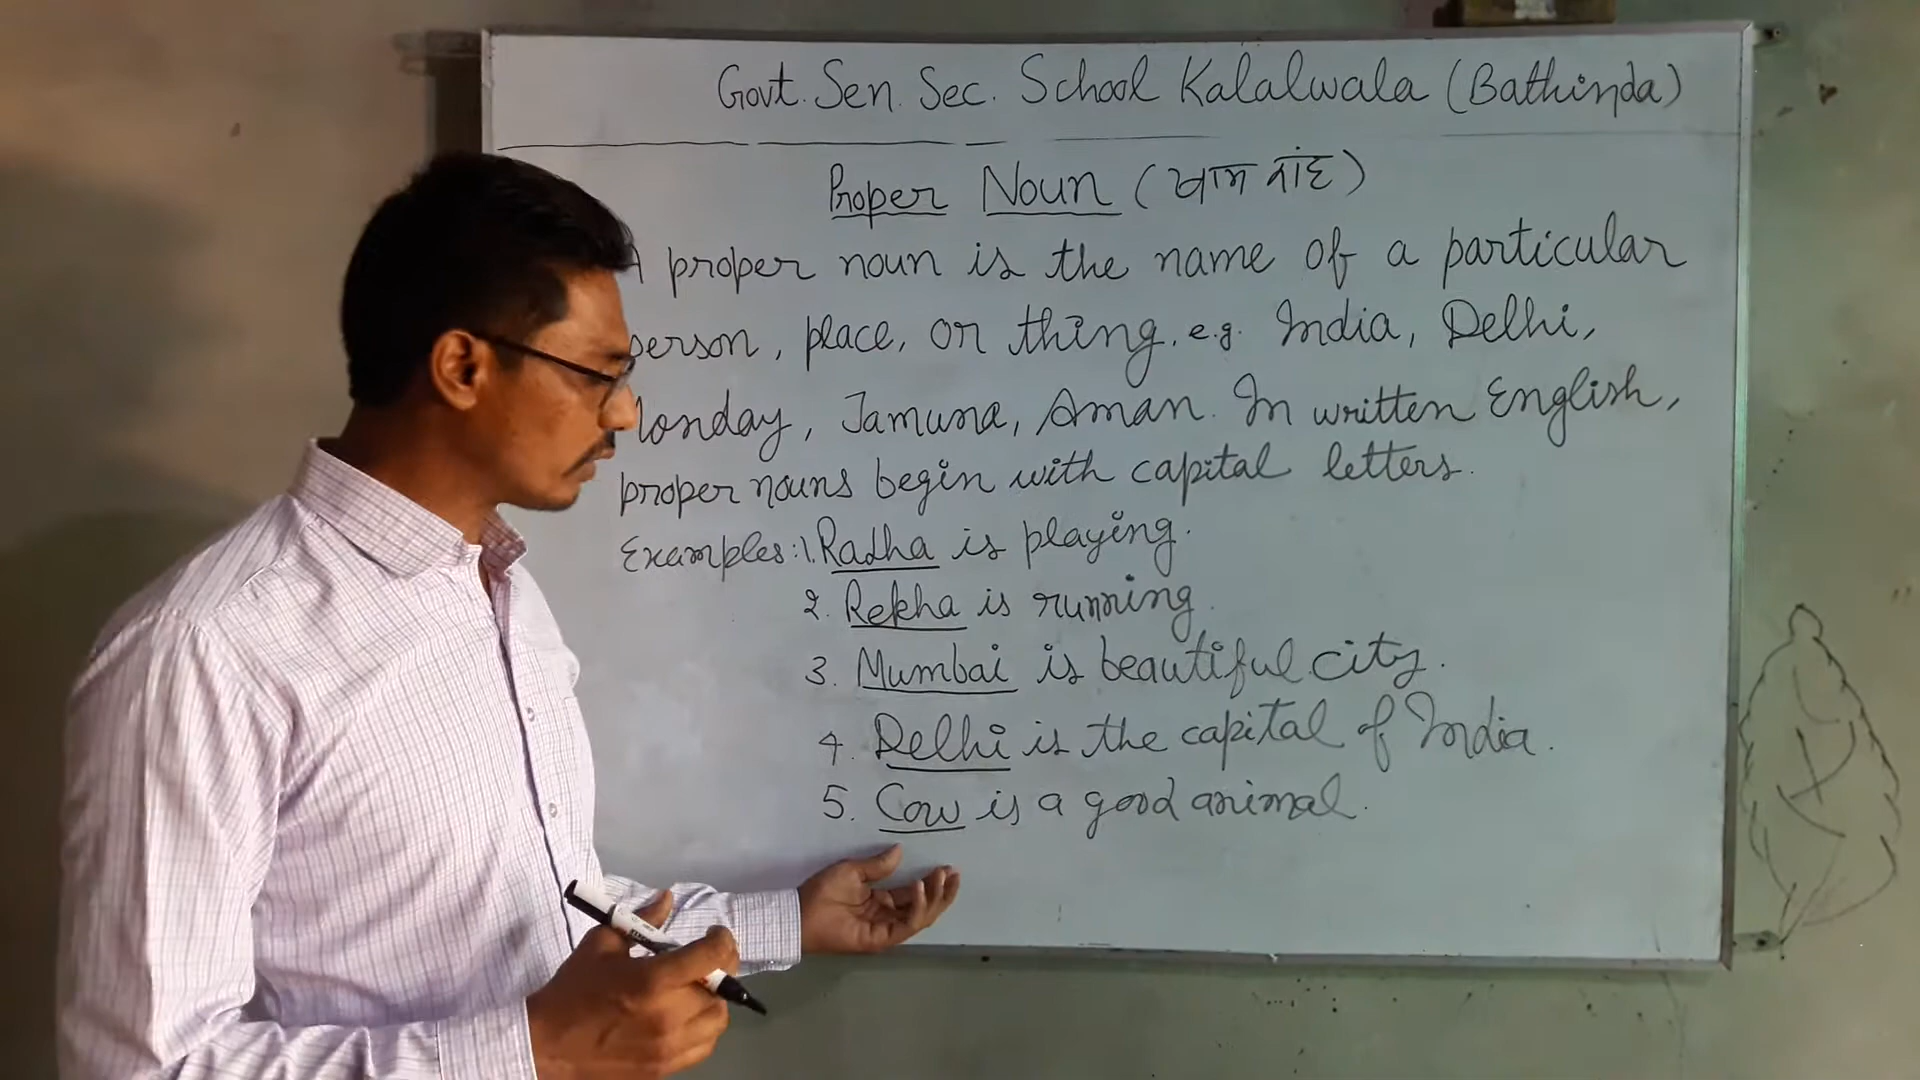 Govt. Sen. Sec. School Kalalwala (Bathinda)
Proper Noun (ਖਾਸ ਨਾਂਵ)
A proper noun is the name of a particular
person, place, or thing. e.g. India, Delhi,
Monday, Jamuna, Aman. In written English,
proper nouns begin with capital letters.
Examples:1. Radha is playing.
2. Rekha is running.
3. Mumbai is beautiful city.
4. Delhi is the capital of India.
5. Cow is a good animal.